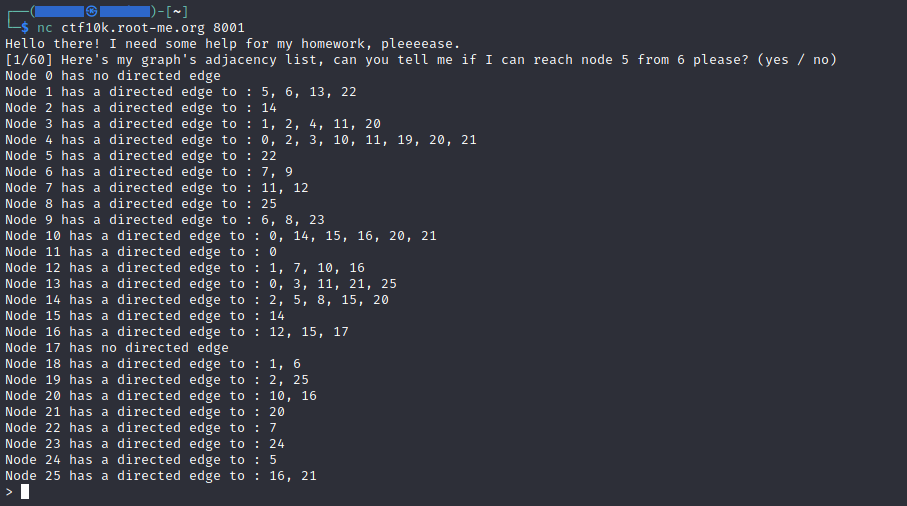 ┌──(㉿)-[~]
└─$ nc ctf10k.root-me.org 8001
Hello there! I need some help for my homework, pleeeease.
[1/60] Here's my graph's adjacency list, can you tell me if I can reach node 5 from 6 please? (yes / no)
Node 0 has no directed edge
Node 1 has a directed edge to : 5, 6, 13, 22
Node 2 has a directed edge to : 14
Node 3 has a directed edge to : 1, 2, 4, 11, 20
Node 4 has a directed edge to : 0, 2, 3, 10, 11, 19, 20, 21
Node 5 has a directed edge to : 22
Node 6 has a directed edge to : 7, 9
Node 7 has a directed edge to : 11, 12
Node 8 has a directed edge to : 25
Node 9 has a directed edge to : 6, 8, 23
Node 10 has a directed edge to : 0, 14, 15, 16, 20, 21
Node 11 has a directed edge to : 0
Node 12 has a directed edge to : 1, 7, 10, 16
Node 13 has a directed edge to : 0, 3, 11, 21, 25
Node 14 has a directed edge to : 2, 5, 8, 15, 20
Node 15 has a directed edge to : 14
Node 16 has a directed edge to : 12, 15, 17
Node 17 has no directed edge
Node 18 has a directed edge to : 1, 6
Node 19 has a directed edge to : 2, 25
Node 20 has a directed edge to : 10, 16
Node 21 has a directed edge to : 20
Node 22 has a directed edge to : 7
Node 23 has a directed edge to : 24
Node 24 has a directed edge to : 5
Node 25 has a directed edge to : 16, 21
>